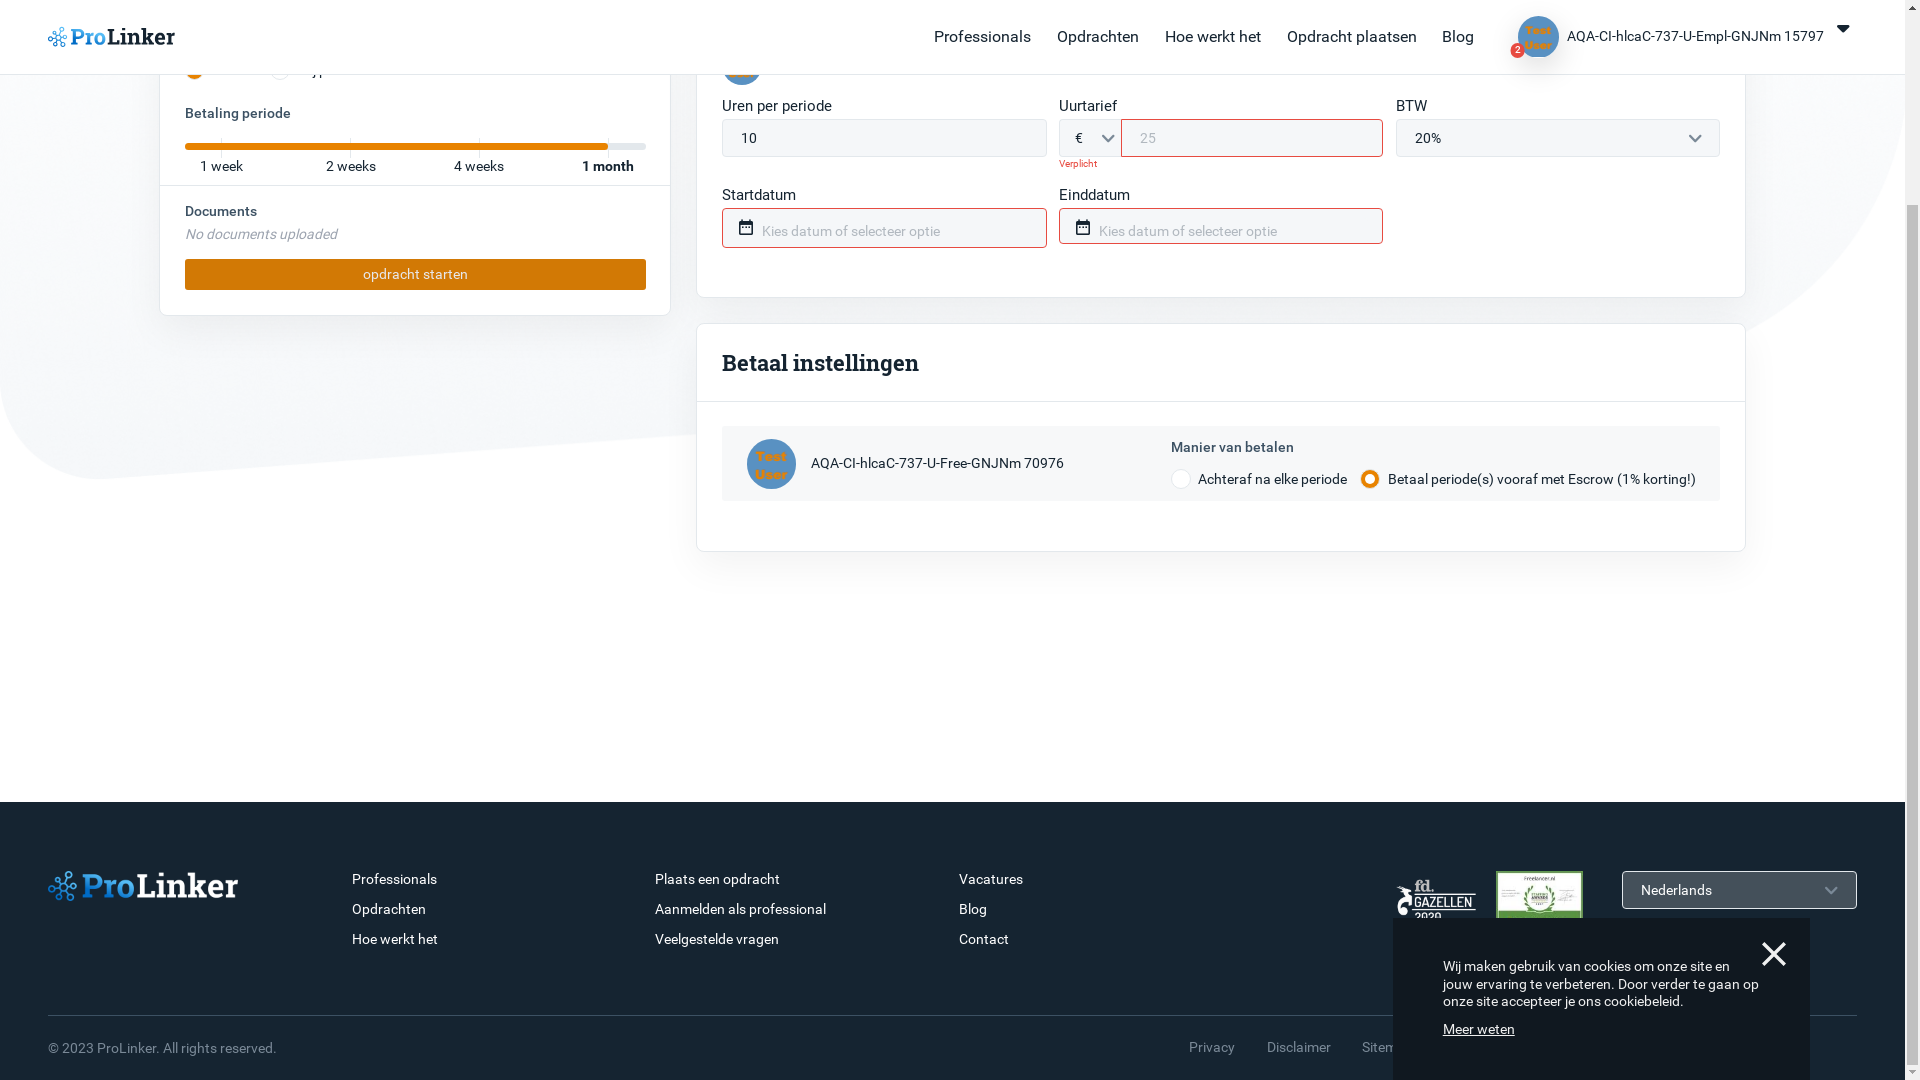 ProLinker
Professionals
Opdrachten
Hoe werkt het
Opdracht plaatsen
Blog
Test
User
2
AQA-CI-hlcaC-737-U-Empl-GNJNm 15797
Betaling periode
1 week
2 weeks
4 weeks
1 month
Documents
No documents uploaded
opdracht starten
Uren per periode
Uurtarief
BTW
10
€
25
20%
Verplicht
Startdatum
Einddatum
Kies datum of selecteer optie
Kies datum of selecteer optie
Betaal instellingen
Test
User
AQA-CI-hlcaC-737-U-Free-GNJNm 70976
Manier van betalen
Achteraf na elke periode
Betaal periode(s) vooraf met Escrow (1% korting!)
ProLinker
Professionals
Opdrachten
Hoe werkt het
Plaats een opdracht
Aanmelden als professional
Veelgestelde vragen
Vacatures
Blog
Contact
fd.
GAZELLEN
2020
Freelancer.nl
Nederlands
Wij maken gebruik van cookies om onze site en
jouw ervaring te verbeteren. Door verder te gaan op
onze site accepteer je ons cookiebeleid.
Meer weten
© 2023 ProLinker. All rights reserved.
Privacy
Disclaimer
Sitem